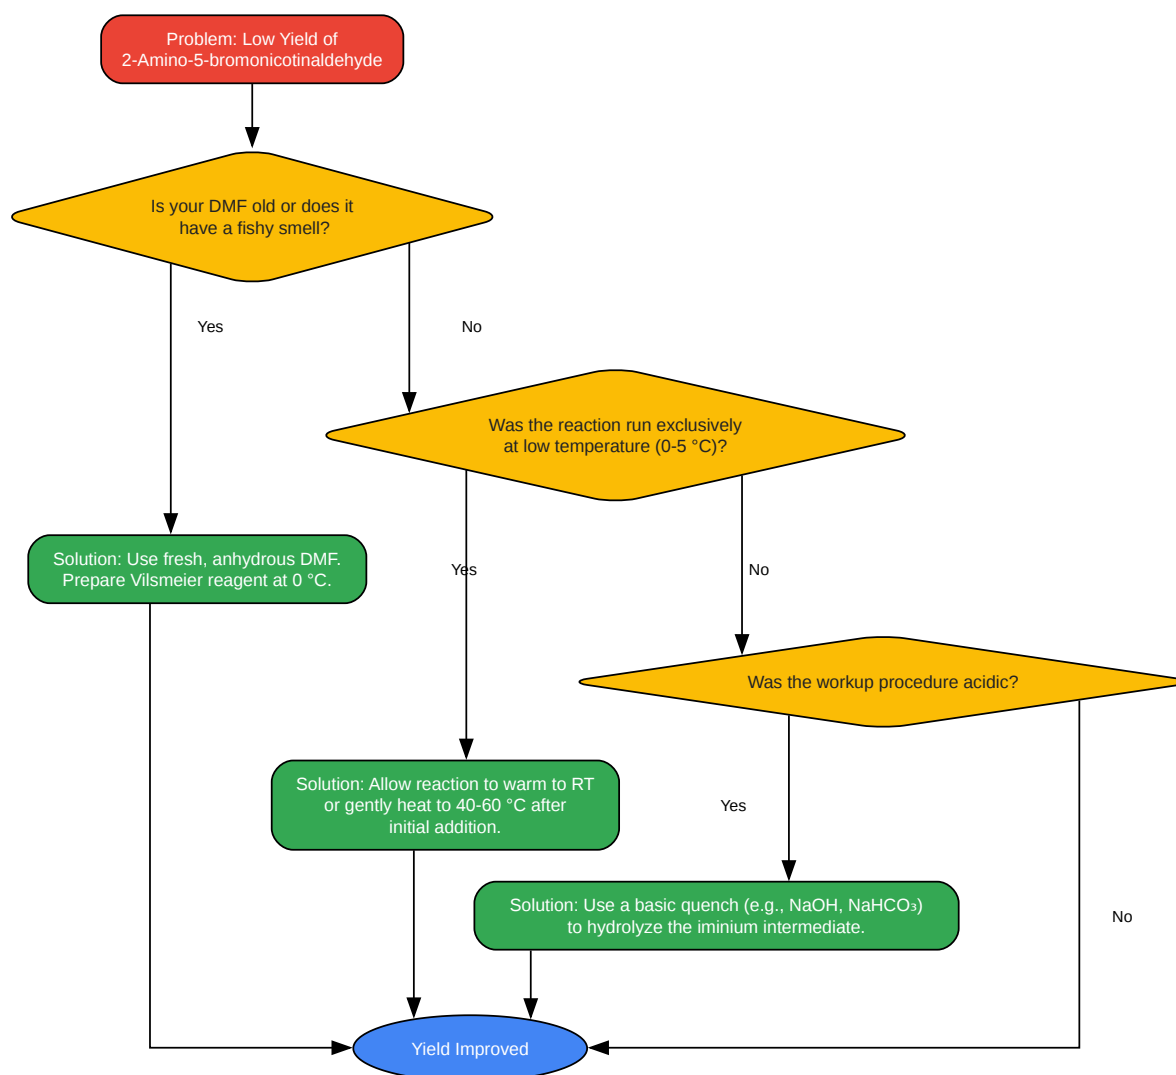 Problem: Low Yield of
2-Amino-5-bromonicotinaldehyde
Is your DMF old or does it
have a fishy smell?
Yes
No
Was the reaction run exclusively
at low temperature (0-5 °C)?
Solution: Use fresh, anhydrous DMF.
Prepare Vilsmeier reagent at 0 °C.
Yes
No
Was the workup procedure acidic?
Solution: Allow reaction to warm to RT
or gently heat to 40-60 °C after
initial addition.
Yes
Solution: Use a basic quench (e.g., NaOH, NaHCO₃)
to hydrolyze the iminium intermediate.
No
Yield Improved